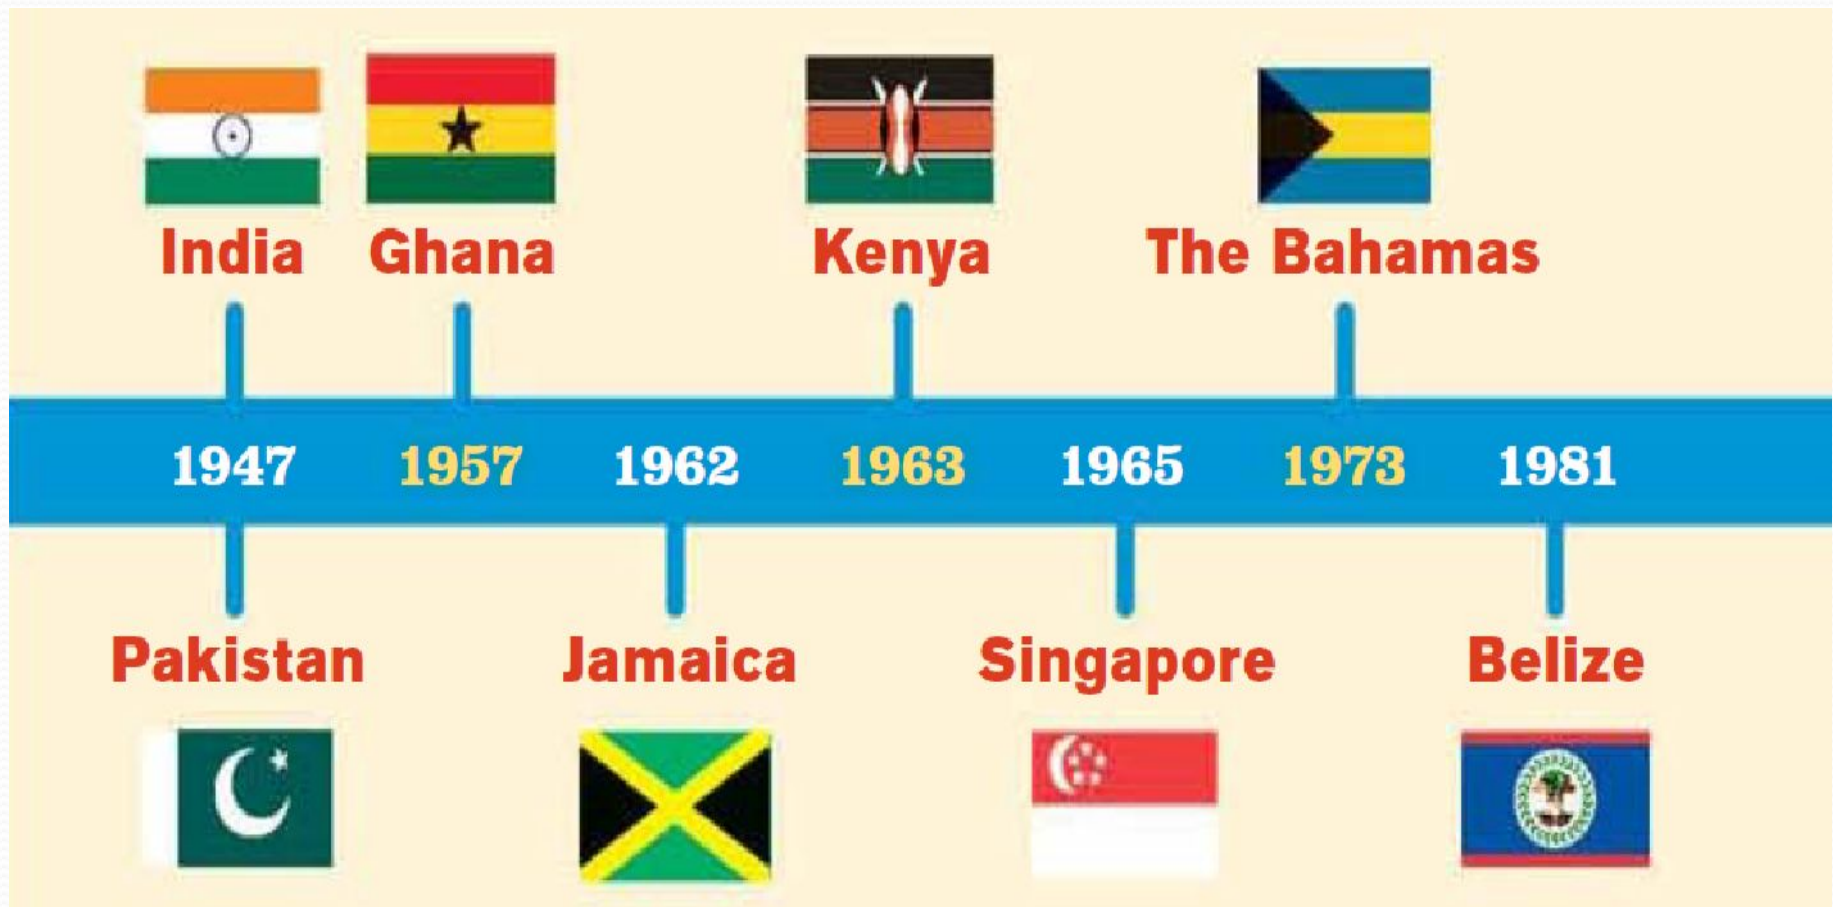 India Ghana Kenya The Bahamas
1947 1957 1962 1963 1965 1973 1981
Pakistan Jamaica Singapore Belize